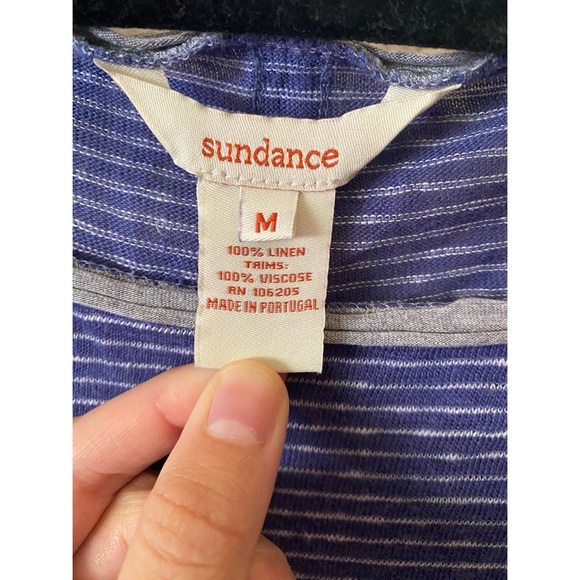 sundance
M
100% LINEN
TRIMS:
100% VISCOSE
RN 106205
MADE IN PORTUGAL